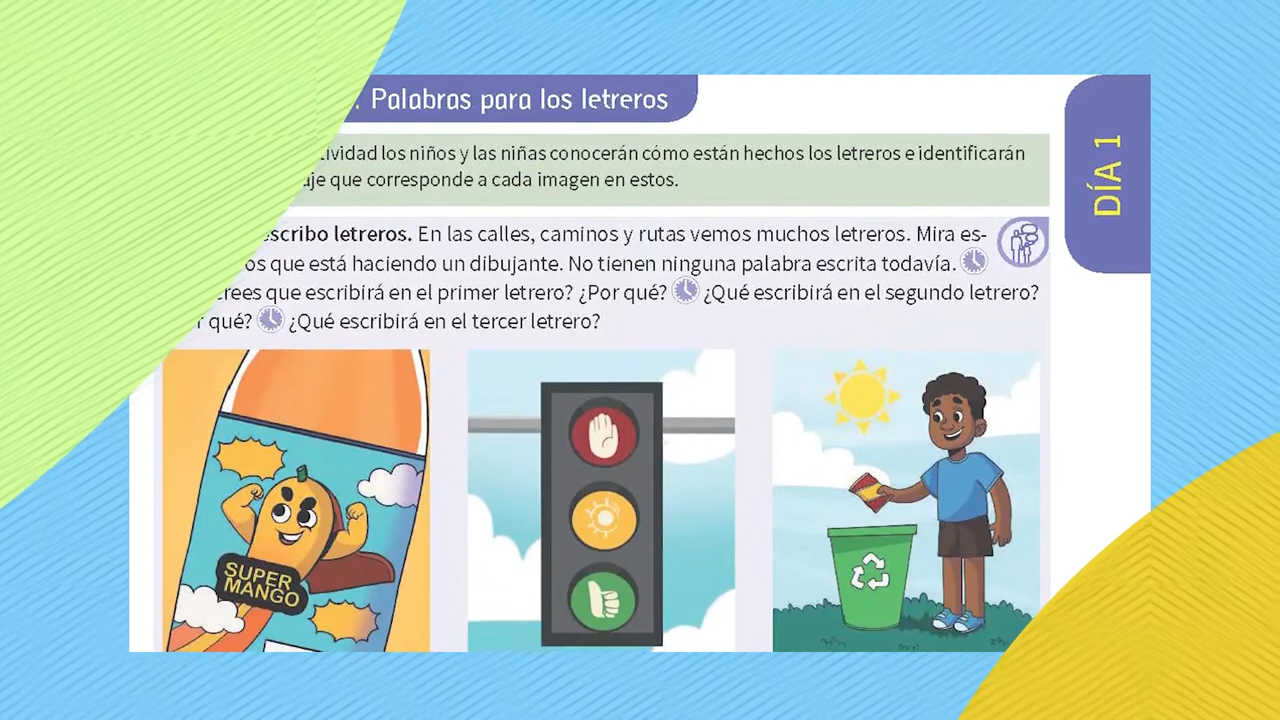 . Palabras para los letreros
DÍA 1
los niños y las niñas conocerán cómo están hechos los letreros e identificarán
que corresponde a cada imagen en estos.
escribo letreros. En las calles, caminos y rutas vemos muchos letreros. Mira es-
que está haciendo un dibujante. No tienen ninguna palabra escrita todavía.
crees que escribirá en el primer letrero? ¿Por qué? ¿Qué escribirá en el segundo letrero?
qué? ¿Qué escribirá en el tercer letrero?
SUPER
MANGO